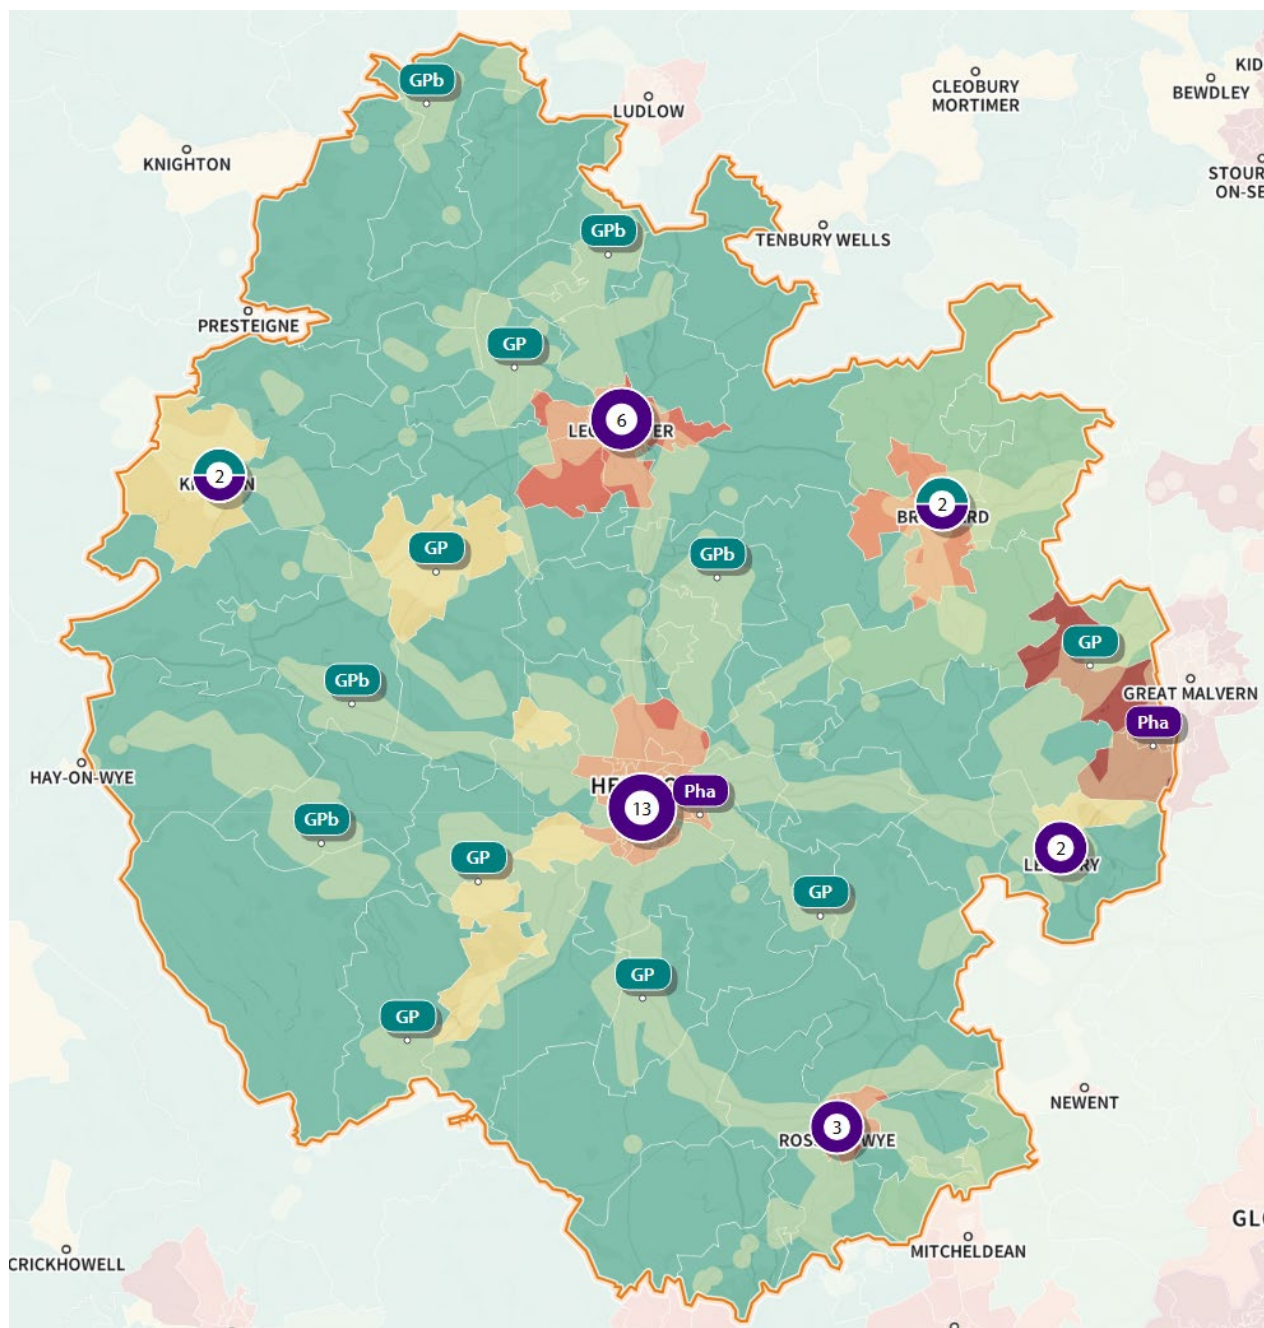 KID
GPb
CLEOBURY
MORTIMER
BEWDLEY
LUDLOW
KNIGHTON
STOUR
ON-SE
GPb
TENBURY WELLS
PRESTEIGNE
GP
6
2
2
GP
GPb
GP
GPb
GREAT MALVERN
Pha
HAY-ON-WYE
Pha
13
GPb
2
GP
GP
GP
GP
NEWENT
3
GL
MITCHELDEAN
CRICKHOWELL